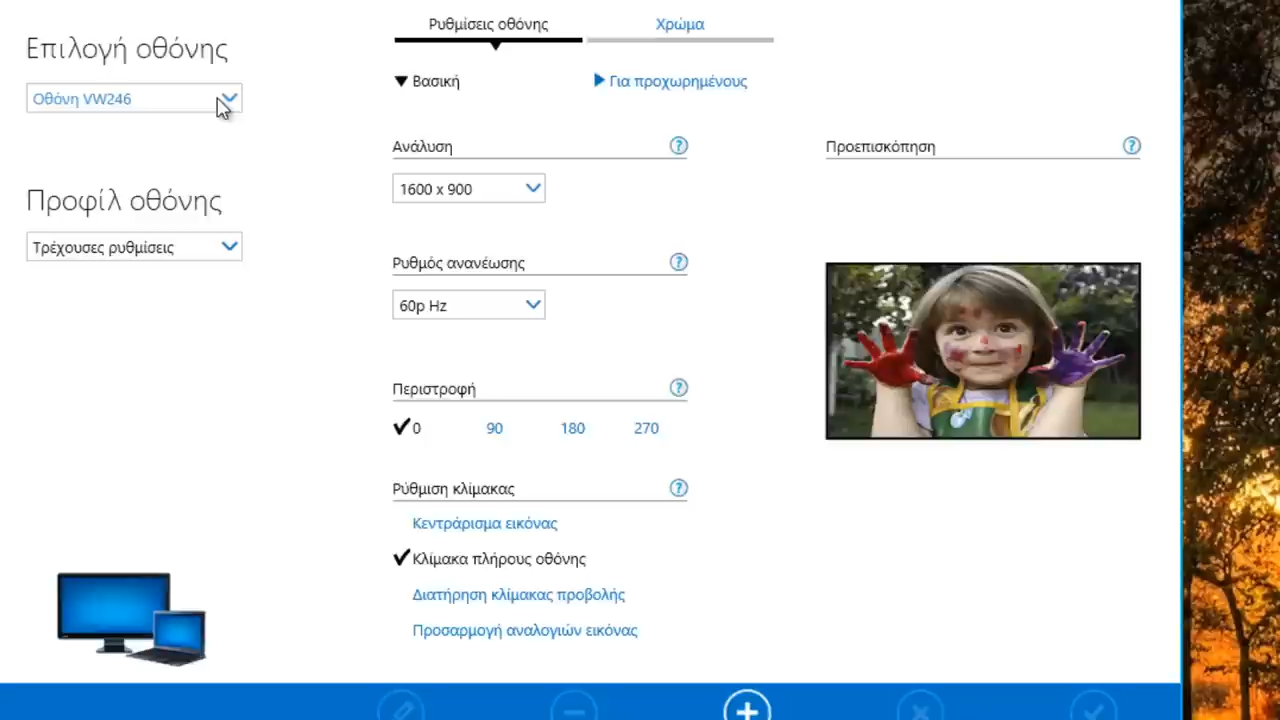 Επιλογή οθόνης
Οθόνη VW246
Προφίλ οθόνης
Τρέχουσες ρυθμίσεις
Ρυθμίσεις οθόνης
Χρώμα
Βασική
Για προχωρημένους
Ανάλυση
?
1600 x 900
Ρυθμός ανανέωσης
?
60p Hz
Περιστροφή
?
0 90 180 270
Ρύθμιση κλίμακας
?
Κεντράρισμα εικόνας
Κλίμακα πλήρους οθόνης
Διατήρηση κλίμακας προβολής
Προσαρμογή αναλογιών εικόνας
Προεπισκόπηση
?